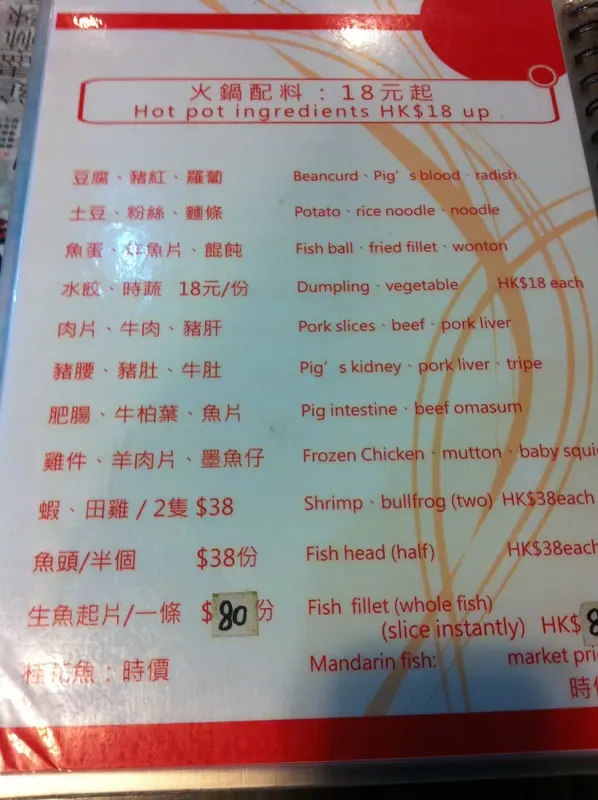 火鍋配料：18元起
Hot pot ingredients HK$18 up
豆腐、豬紅、羅蔔 Beancurd、Pig's blood、radish
土豆、粉絲、麵條 Potato、rice noodle、noodle
魚蛋、炸魚片、餛飩 Fish ball、fried fillet、wonton
水餃、時蔬 18元/份 Dumpling、vegetable HK$18 each
肉片、牛肉、豬肝 Pork slices、beef、pork liver
豬腰、豬肚、牛肚 Pig's kidney、pork liver、tripe
肥腸、牛柏葉、魚片 Pig intestine、beef omasum
雞件、羊肉片、墨魚仔 Frozen Chicken、mutton、baby squi
蝦、田雞/2隻 $38 Shrimp、bullfrog (two) HK$38each
魚頭/半個 $38份 Fish head (half) HK$38each
生魚起片/一條 $80份 Fish fillet (whole fish)
(slice instantly) HK$8
桂花魚：時價 Mandarin fish: market pri
時